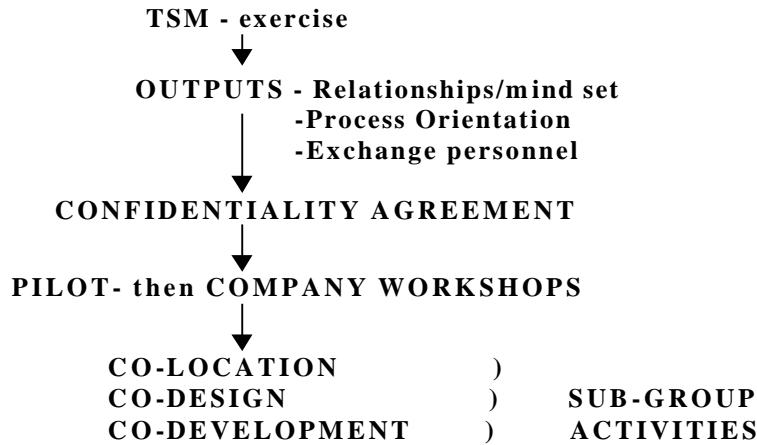 TSM - exercise
OUTPUTS - Relationships/mind set
-Process Orientation
-Exchange personnel
CONFIDENTIALITY AGREEMENT
PILOT- then COMPANY WORKSHOPS
CO-LOCATION )
CO-DESIGN ) SUB-GROUP
CO-DEVELOPMENT ) ACTIVITIES